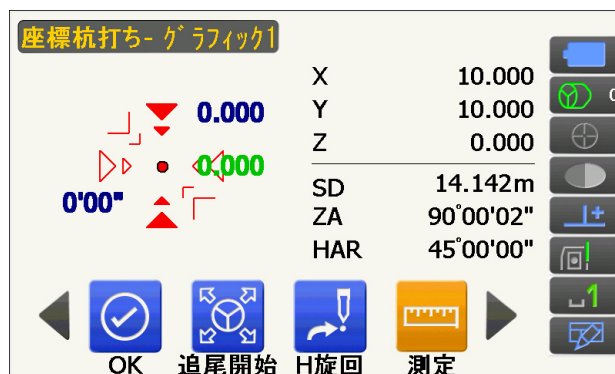 座標杭打ち-グラフィック1
0.000
0.000
0'00"
X 10.000
Y 10.000
Z 0.000
SD 14.142m
ZA 90°00'02"
HAR 45°00'00"
OK 追尾開始 H旋回 測定
0
1